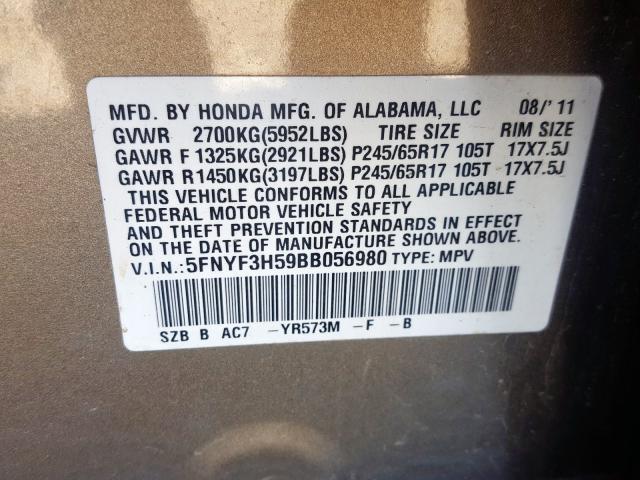 MFD. BY HONDA MFG. OF ALABAMA, LLC 08/'11
GVWR 2700KG(5952LBS) TIRE SIZE RIM SIZE
GAWR F 1325KG(2921LBS) P245/65R17 105T 17X7.5J
GAWR R 1450KG(3197LBS) P245/65R17 105T 17X7.5J
THIS VEHICLE CONFORMS TO ALL APPLICABLE
FEDERAL MOTOR VEHICLE SAFETY
AND THEFT PREVENTION STANDARDS IN EFFECT
ON THE DATE OF MANUFACTURE SHOWN ABOVE.
V.I.N.:5FNYF3H59BB056980 TYPE: MPV
SZB B AC7 -YR573M -F -B